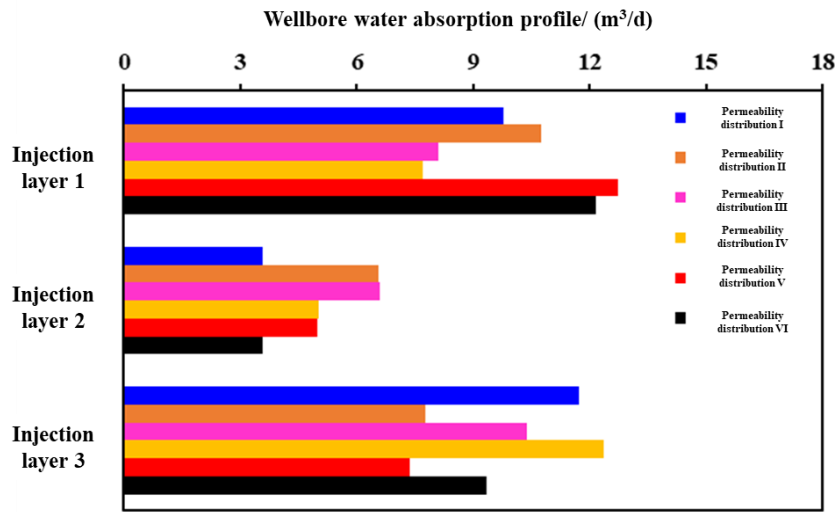 Wellbore water absorption profile/ (m³/d)
0 3 6 9 12 15 18
Injection
layer 1
Injection
layer 2
Injection
layer 3
Permeability
distribution I
Permeability
distribution II
Permeability
distribution III
Permeability
distribution IV
Permeability
distribution V
Permeability
distribution VI